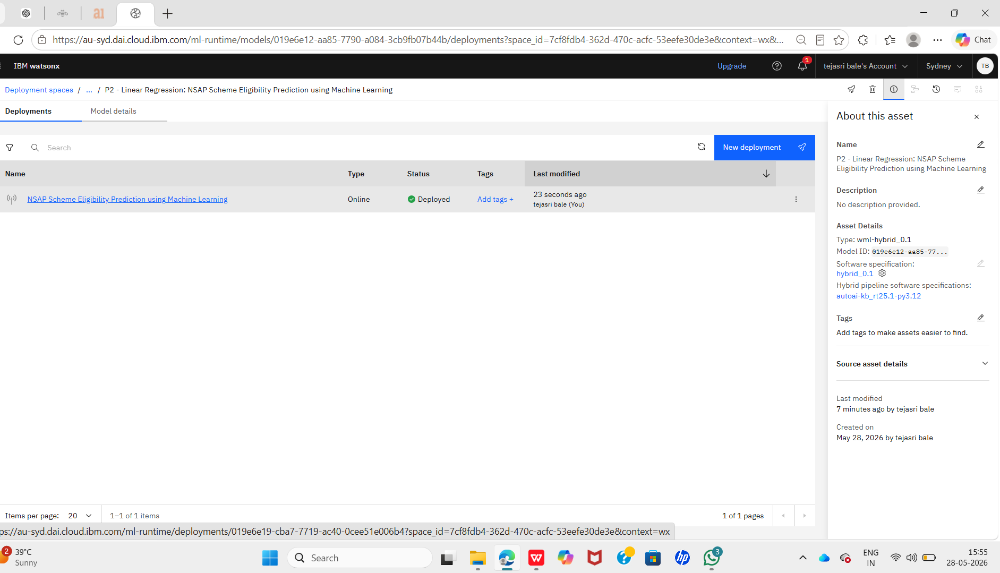 https://au-syd.dai.cloud.ibm.com/ml-runtime/models/019e6e12-aa85-7790-a084-3cb9fb07b44b/deployments?space_id=7cf8fdb4-362d-470c-acfc-53eefe30de3e&context=wx&...
Chat
IBM watsonx
Upgrade
1
tejasri bale's Account
Sydney
TB
Deployment spaces / ... / P2 - Linear Regression: NSAP Scheme Eligibility Prediction using Machine Learning
Deployments
Model details
Search
New deployment
Name
Type
Status
Tags
Last modified
NSAP Scheme Eligibility Prediction using Machine Learning
Online
Deployed
Add tags +
23 seconds ago
tejasri bale (You)
Items per page: 20
1–1 of 1 items
1 of 1 pages
About this asset
Name
P2 - Linear Regression: NSAP Scheme
Eligibility Prediction using Machine Learning
Description
No description provided.
Asset Details
Type: wml-hybrid_0.1
Model ID: 019e6e12-aa85-77...
Software specification:
hybrid_0.1
Hybrid pipeline software specifications:
autoai-kb_rt25.1-py3.12
Tags
Add tags to make assets easier to find.
Source asset details
Last modified
7 minutes ago by tejasri bale
Created on
May 28, 2026 by tejasri bale
ps://au-syd.dai.cloud.ibm.com/ml-runtime/deployments/019e6e19-cba7-7719-ac40-0cee51e006b4?space_id=7cf8fdb4-362d-470c-acfc-53eefe30de3e&context=wx
2
39°C
Sunny
Search
3
ENG
IN
15:55
28-05-2026